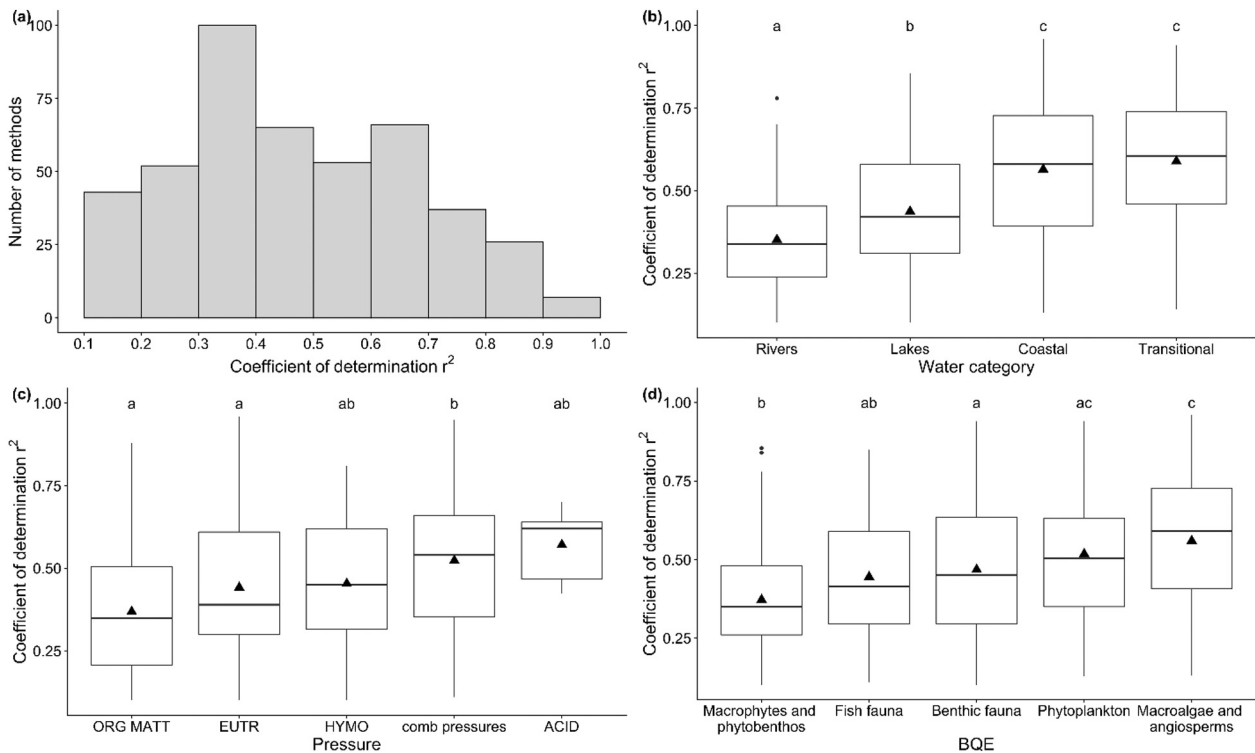 (a)
100
75
50
25
0
Number of methods
0.1 0.2 0.3 0.4 0.5 0.6 0.7 0.8 0.9 1.0
Coefficient of determination r²
(b)
1.00
0.75
0.50
0.25
Coefficient of determination r²
a b c c
Rivers Lakes Coastal Transitional
Water category
(c)
1.00
0.75
0.50
0.25
Coefficient of determination r²
a a ab b ab
ORG MATT EUTR HYMO comb pressures ACID
Pressure
(d)
1.00
0.75
0.50
0.25
Coefficient of determination r²
b ab a ac c
Macrophytes and phytobenthos Fish fauna Benthic fauna Phytoplankton Macroalgae and angiosperms
BQE